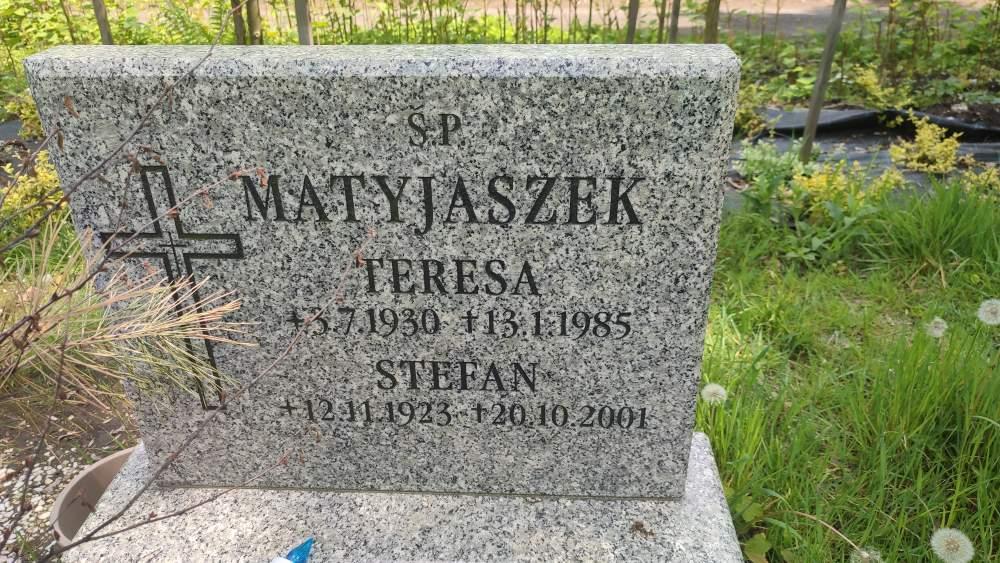 Ś.P.
MATYJASZEK
TERESA
+3.7.1930 †13.1.1985
STEFAN
+12.11.1923 †20.10.2001